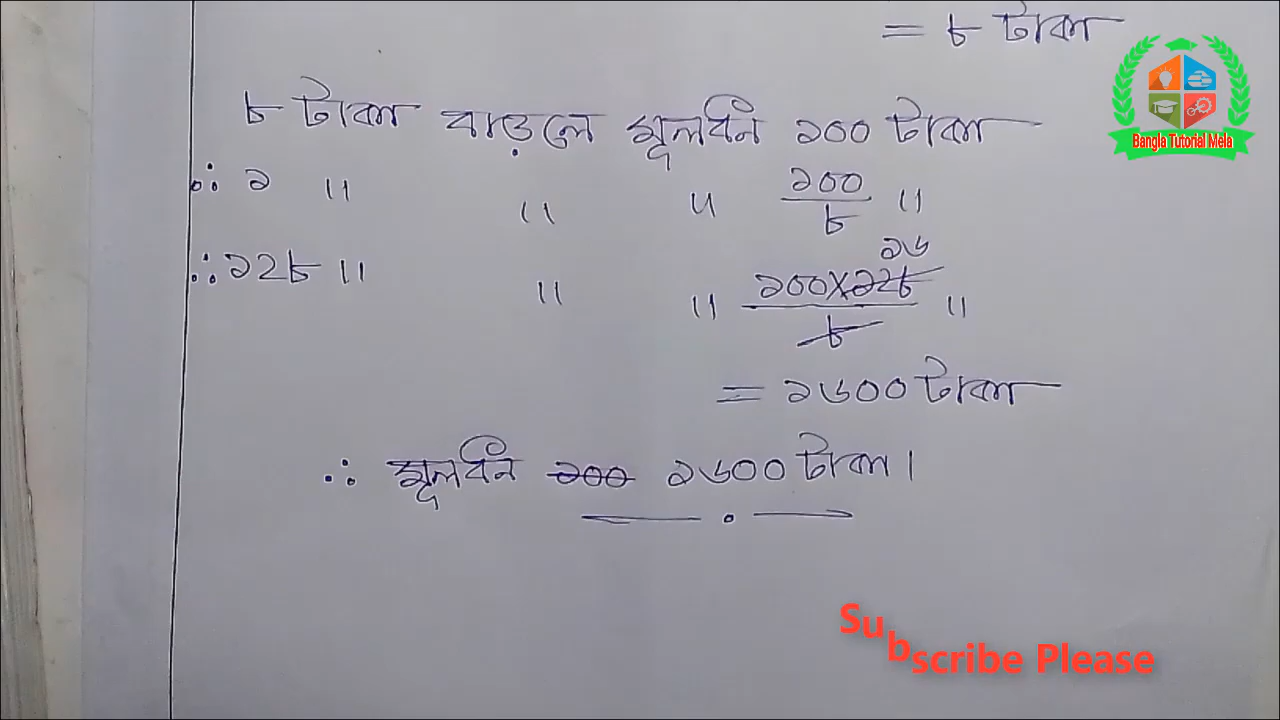 = ৮ টাকা
Bangla Tutorial Mela
৮ টাকা বাড়লে মূলধন ১০০ টাকা
∴ ১ " " " ১০০/৮ "
∴ ১২৮ " " " ১০০×১২৮/৮ " ১৬
= ১৬০০ টাকা
∴ মূলধন ১০০ ১৬০০ টাকা।
Subscribe Please